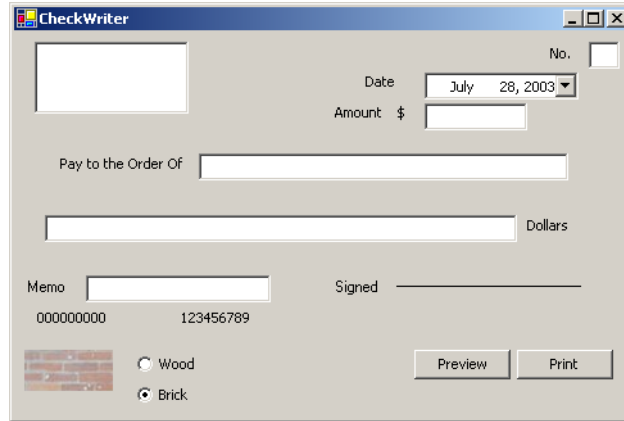 CheckWriter
No.
Date July 28, 2003
Amount $
Pay to the Order Of
Dollars
Memo Signed
000000000 123456789
Wood Preview Print
Brick